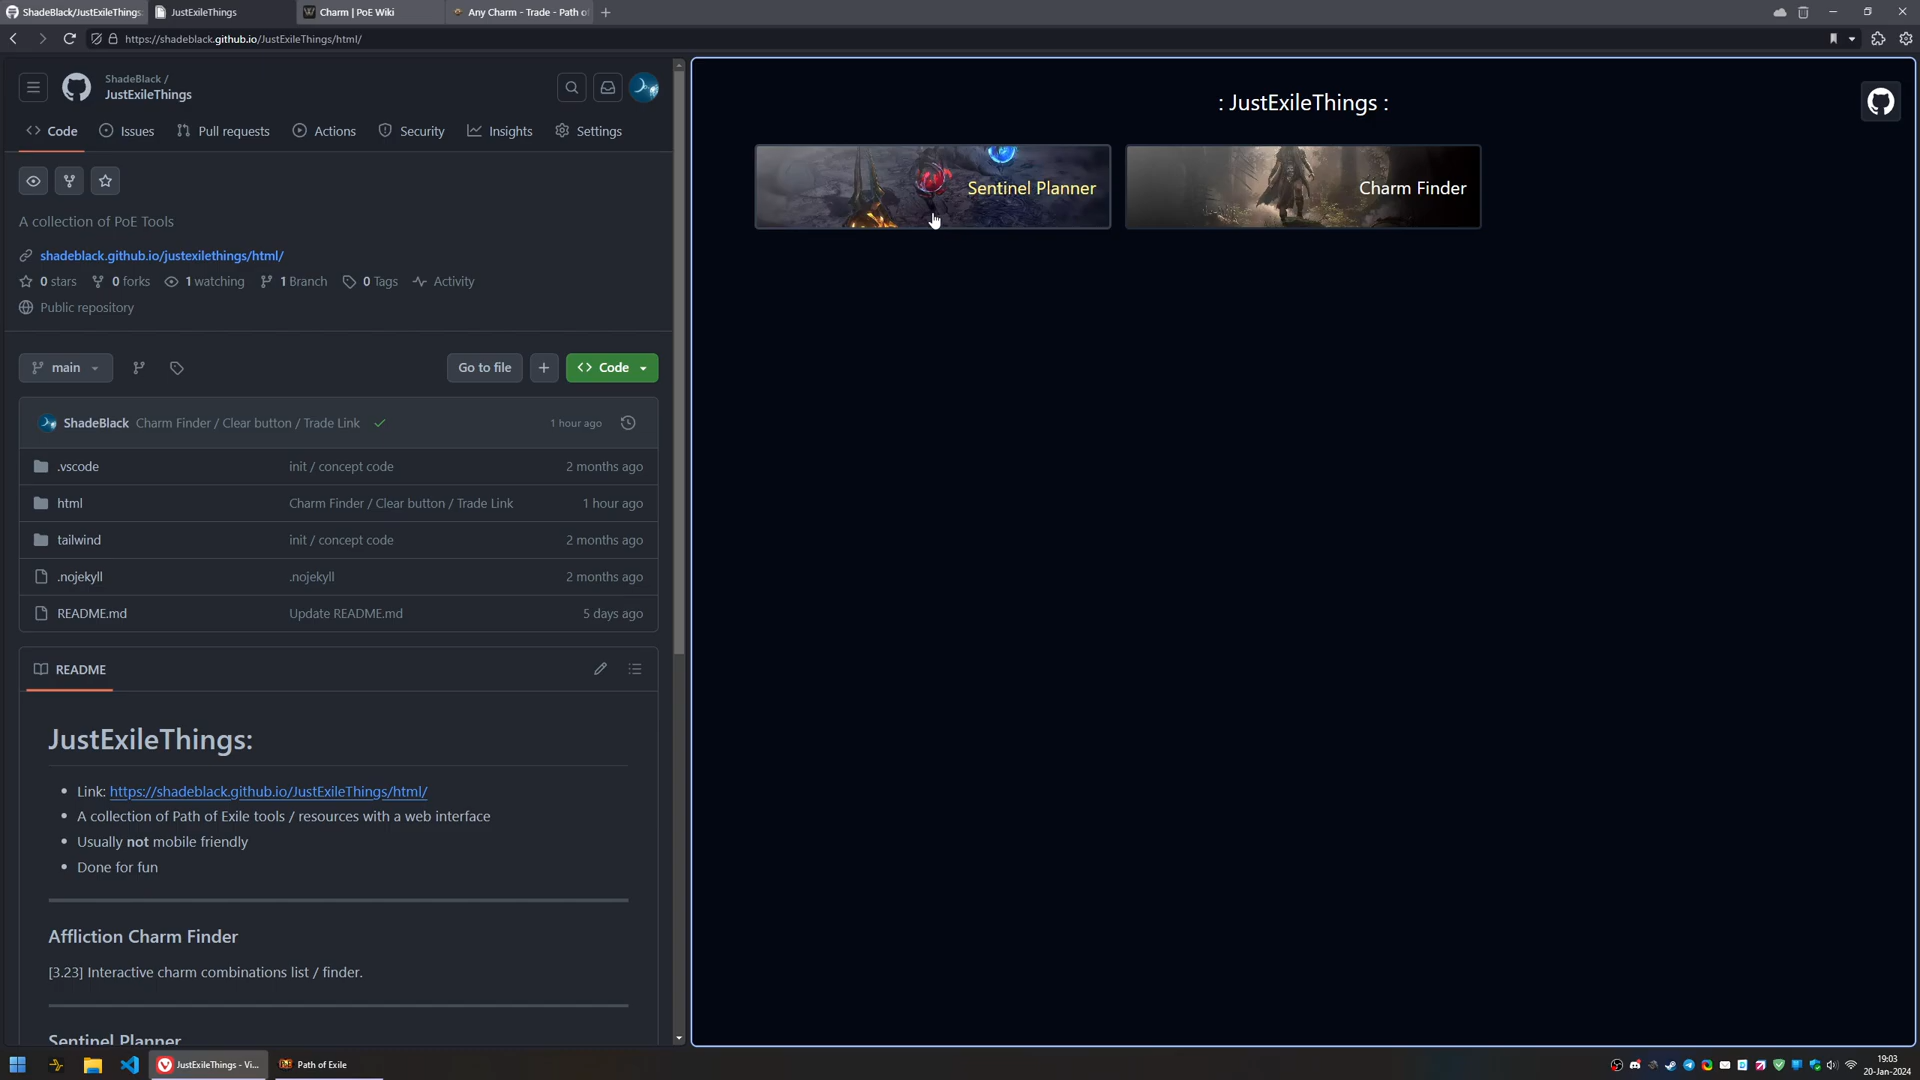 ShadeBlack/JustExileThings:
JustExileThings
Charm | PoE Wiki
Any Charm - Trade - Path of
https://shadeblack.github.io/JustExileThings/html/
ShadeBlack /
JustExileThings
Code
Issues
Pull requests
Actions
Security
Insights
Settings
A collection of PoE Tools
shadeblack.github.io/justexilethings/html/
0 stars
0 forks
1 watching
1 Branch
0 Tags
Activity
Public repository
main
Go to file
Code
ShadeBlack Charm Finder / Clear button / Trade Link
1 hour ago
.vscode
init / concept code
2 months ago
html
Charm Finder / Clear button / Trade Link
1 hour ago
tailwind
init / concept code
2 months ago
.nojekyll
.nojekyll
2 months ago
README.md
Update README.md
5 days ago
README
JustExileThings:
Link: https://shadeblack.github.io/JustExileThings/html/
A collection of Path of Exile tools / resources with a web interface
Usually not mobile friendly
Done for fun
Affliction Charm Finder
[3.23] Interactive charm combinations list / finder.
Sentinel Planner
: JustExileThings :
Sentinel Planner
Charm Finder
JustExileThings - Vi...
Path of Exile
19:03
20-Jan-2024